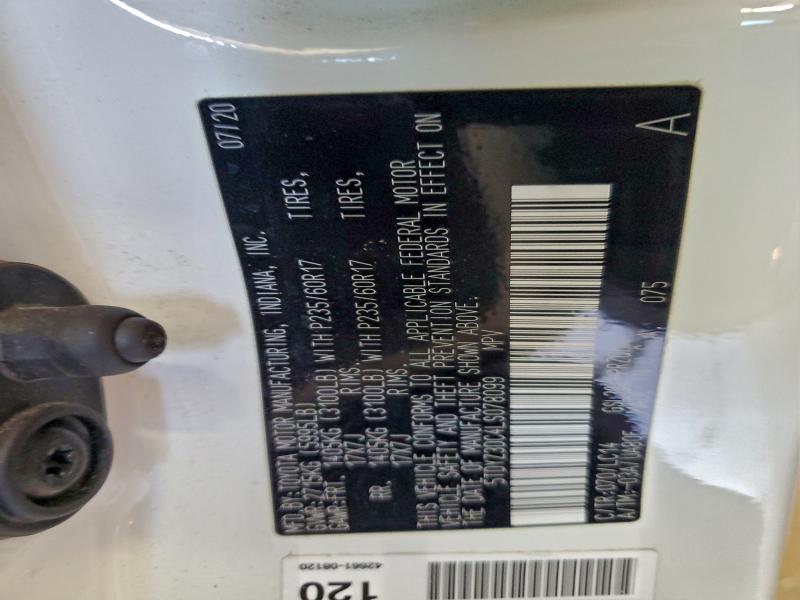 MFD. BY: TOYOTA MOTOR MANUFACTURING, INDIANA, INC. 07/20
GVWR: 2715KG (5995LB)
GAWR: FRT. 1405KG (3100LB) WITH P235/60R17 TIRES,
17X7J RIMS,
RR. 1405KG (3100LB) WITH P235/60R17 TIRES,
17X7J RIMS,
THIS VEHICLE CONFORMS TO ALL APPLICABLE FEDERAL MOTOR
VEHICLE SAFETY AND THEFT PREVENTION STANDARDS IN EFFECT ON
THE DATE OF MANUFACTURE SHOWN ABOVE.
5TDYZ3DC4LS078099 MPV
C/TR: 070/LC14
075
A
42661-08120
120